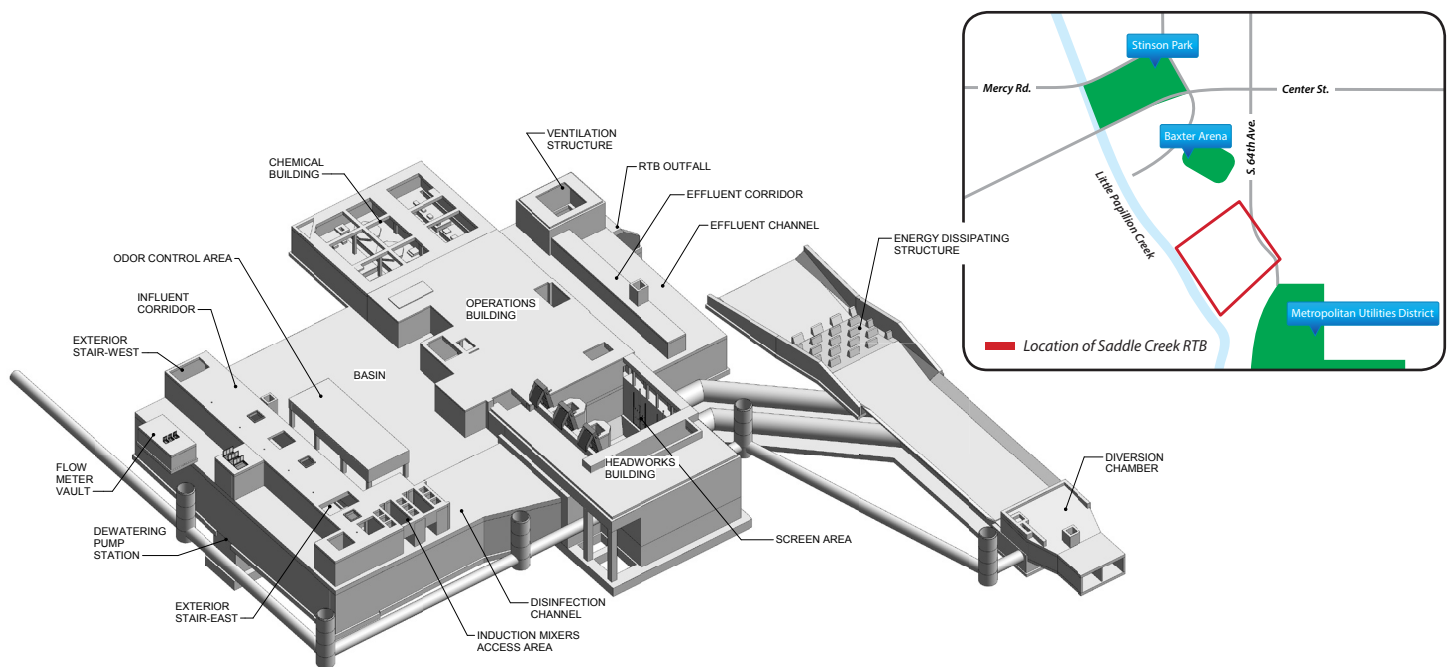 VENTILATION
STRUCTURE
CHEMICAL
BUILDING
RTB OUTFALL
EFFLUENT CORRIDOR
EFFLUENT CHANNEL
ENERGY DISSIPATING
STRUCTURE
ODOR CONTROL AREA
INFLUENT
CORRIDOR
OPERATIONS
BUILDING
EXTERIOR
STAIR-WEST
BASIN
FLOW
METER
VAULT
HEADWORKS
BUILDING
DIVERSION
CHAMBER
DEWATERING
PUMP
STATION
SCREEN AREA
EXTERIOR
STAIR-EAST
DISINFECTION
CHANNEL
INDUCTION MIXERS
ACCESS AREA
Stinson Park
Mercy Rd.
Center St.
Baxter Arena
S. 64th Ave.
Little Papillion Creek
Metropolitan Utilities District
Location of Saddle Creek RTB